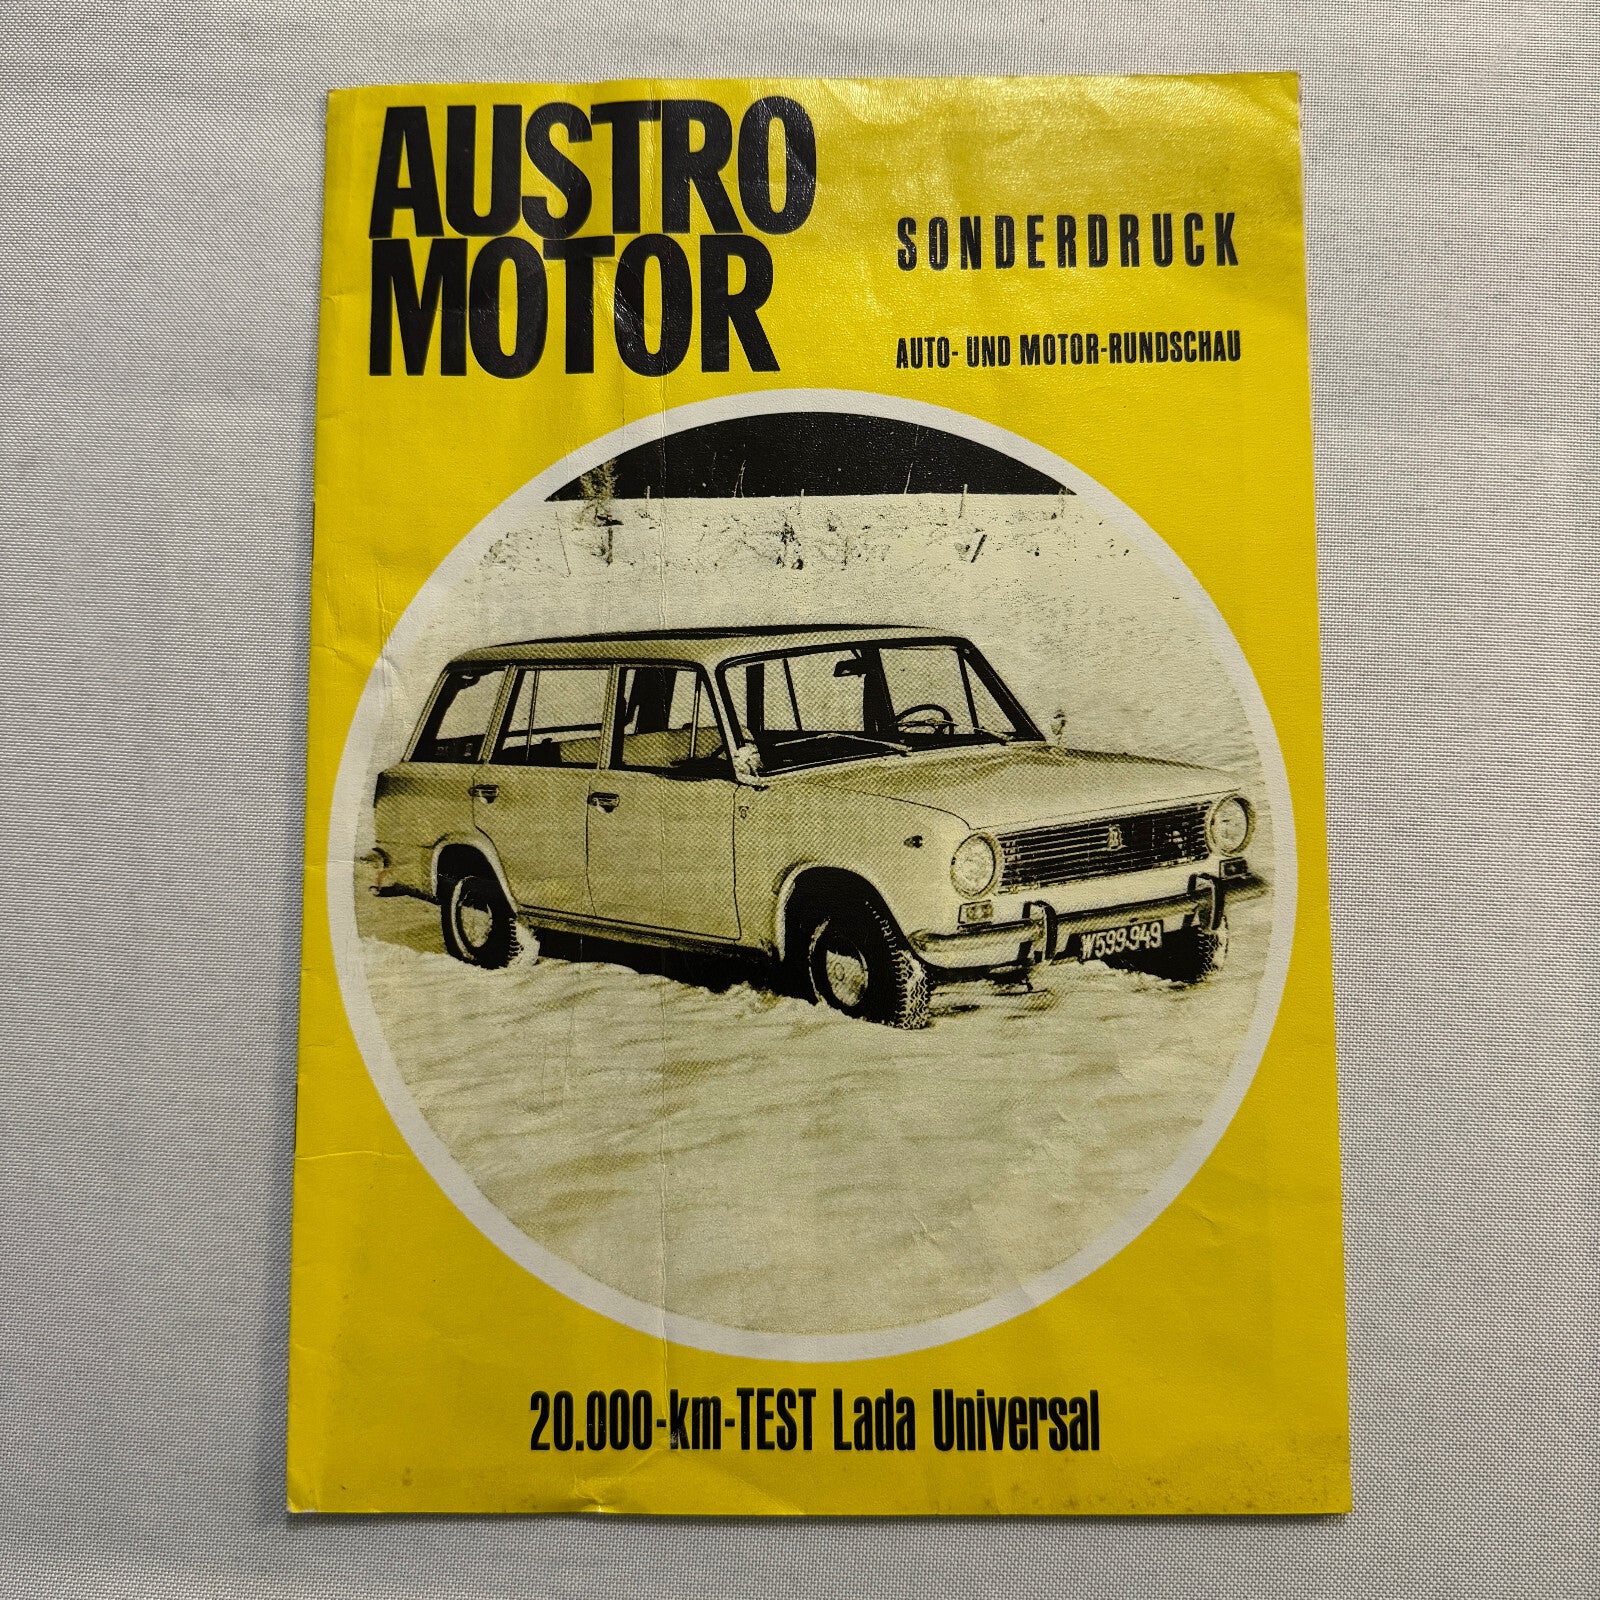 AUSTRO
MOTOR
SONDERDRUCK
AUTO- UND MOTOR-RUNDSCHAU
W599.949
20.000-km-TEST Lada Universal